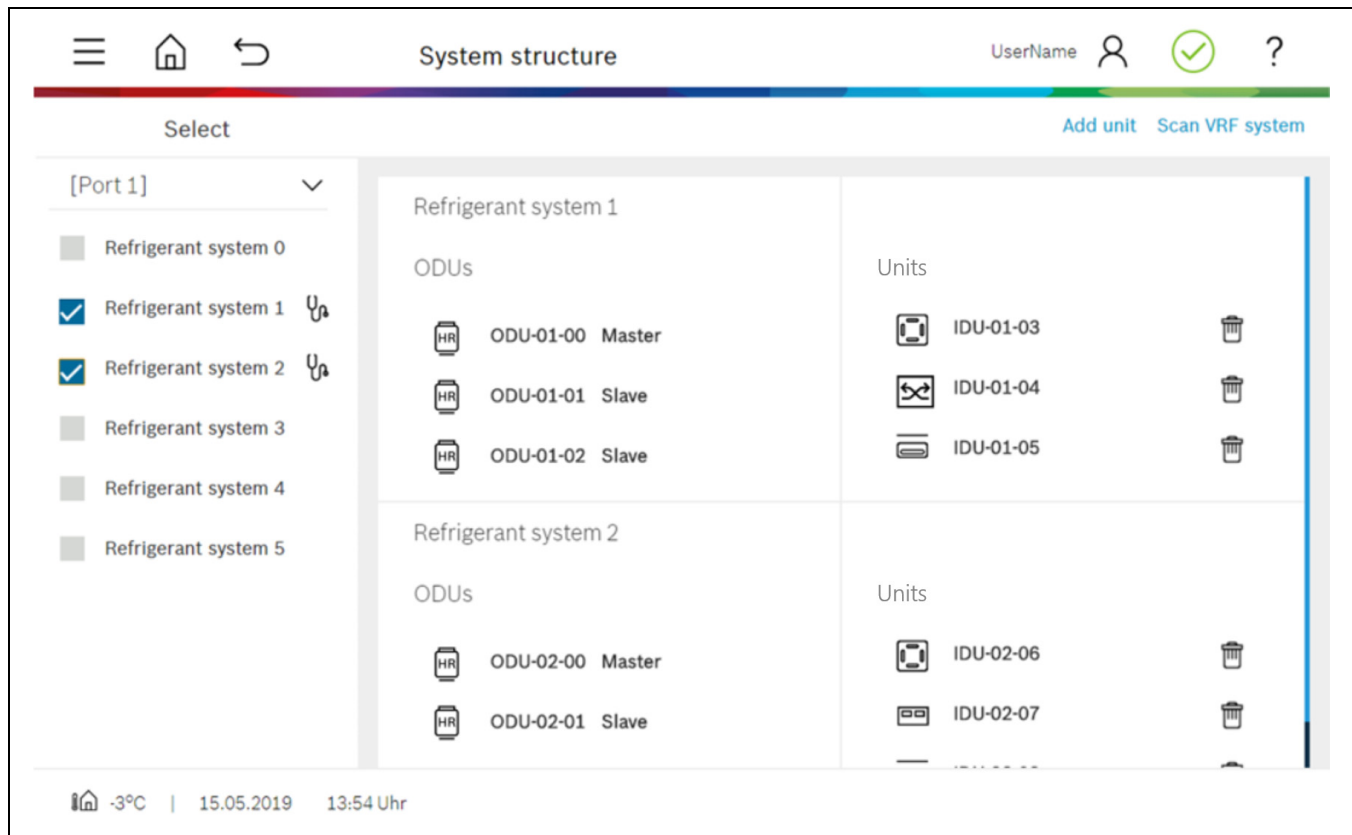 System structure
UserName
?
Select
Add unit Scan VRF system
[Port 1]
Refrigerant system 0
Refrigerant system 1
Refrigerant system 2
Refrigerant system 3
Refrigerant system 4
Refrigerant system 5
Refrigerant system 1
ODUs
HR ODU-01-00 Master
HR ODU-01-01 Slave
HR ODU-01-02 Slave
Units
IDU-01-03
IDU-01-04
IDU-01-05
Refrigerant system 2
ODUs
HR ODU-02-00 Master
HR ODU-02-01 Slave
Units
IDU-02-06
IDU-02-07
-3°C | 15.05.2019 13:54 Uhr